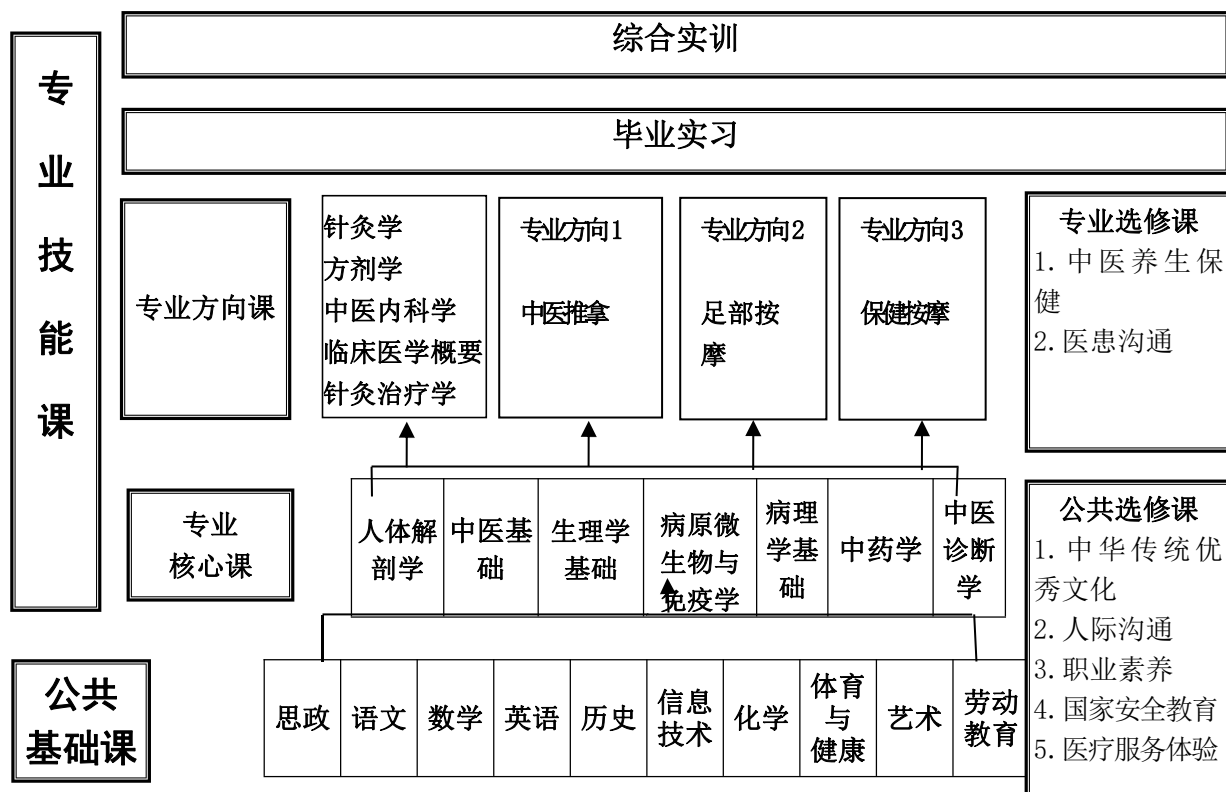 综合实训
毕业实习
专
业
技
能
课
专业方向课
针灸学
方剂学
中医内科学
临床医学概要
针灸治疗学
专业方向1
中医推拿
专业方向2
足部按
摩
专业方向3
保健按摩
专业选修课
1.中医养生保
健
2.医患沟通
专业
核心课
人体解
剖学
中医基
础
生理学
基础
病原微
生物与
免疫学
病理
学基
础
中药学
中医
诊断
学
公共选修课
1.中华传统优
秀文化
2.人际沟通
3.职业素养
4.国家安全教育
5.医疗服务体验
公共
基础课
思政
语文
数学
英语
历史
信息
技术
化学
体育
与
健康
艺术
劳动
教育